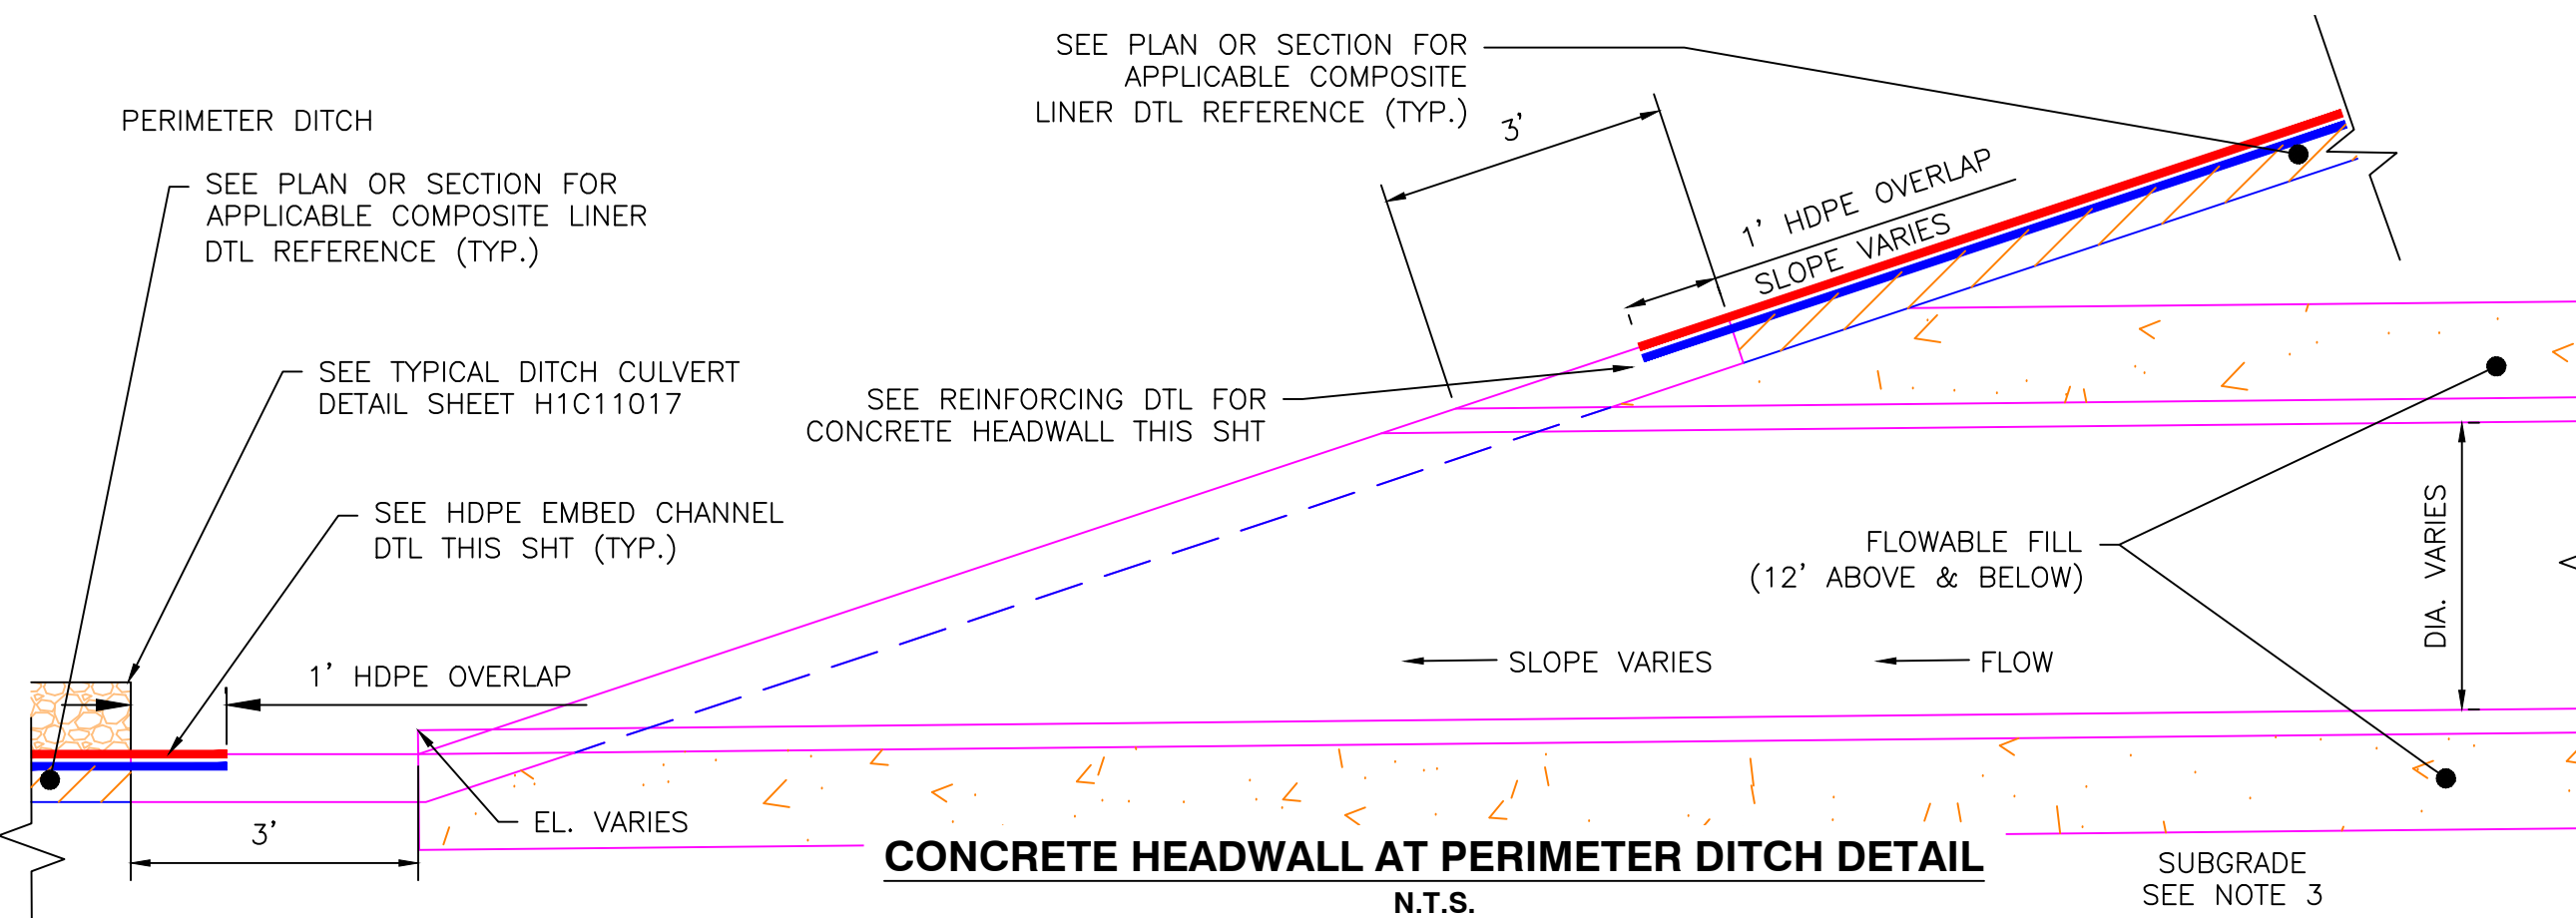 SEE PLAN OR SECTION FOR
APPLICABLE COMPOSITE
LINER DTL REFERENCE (TYP.)
3'
PERIMETER DITCH
SEE PLAN OR SECTION FOR
APPLICABLE COMPOSITE LINER
DTL REFERENCE (TYP.)
1' HDPE OVERLAP
SLOPE VARIES
SEE TYPICAL DITCH CULVERT
DETAIL SHEET H1C11017
SEE REINFORCING DTL FOR
CONCRETE HEADWALL THIS SHT
SEE HDPE EMBED CHANNEL
DTL THIS SHT (TYP.)
FLOWABLE FILL
(12' ABOVE & BELOW)
DIA. VARIES
1' HDPE OVERLAP
SLOPE VARIES
FLOW
3'
EL. VARIES
CONCRETE HEADWALL AT PERIMETER DITCH DETAIL
N.T.S.
SUBGRADE
SEE NOTE 3